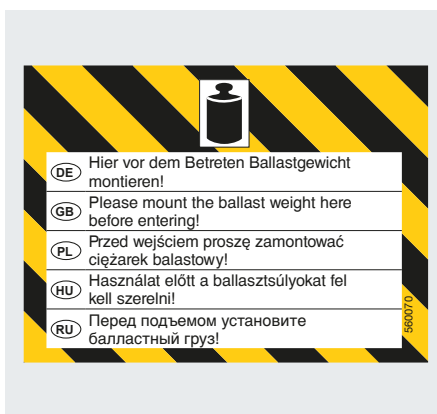 DE
Hier vor dem Betreten Ballastgewicht
montieren!
GB
Please mount the ballast weight here
before entering!
PL
Przed wejściem proszę zamontować
ciężarek balastowy!
HU
Használat előtt a ballasztsúlyokat fel
kell szerelni!
RU
Перед подъемом установите
балластный груз!
560070